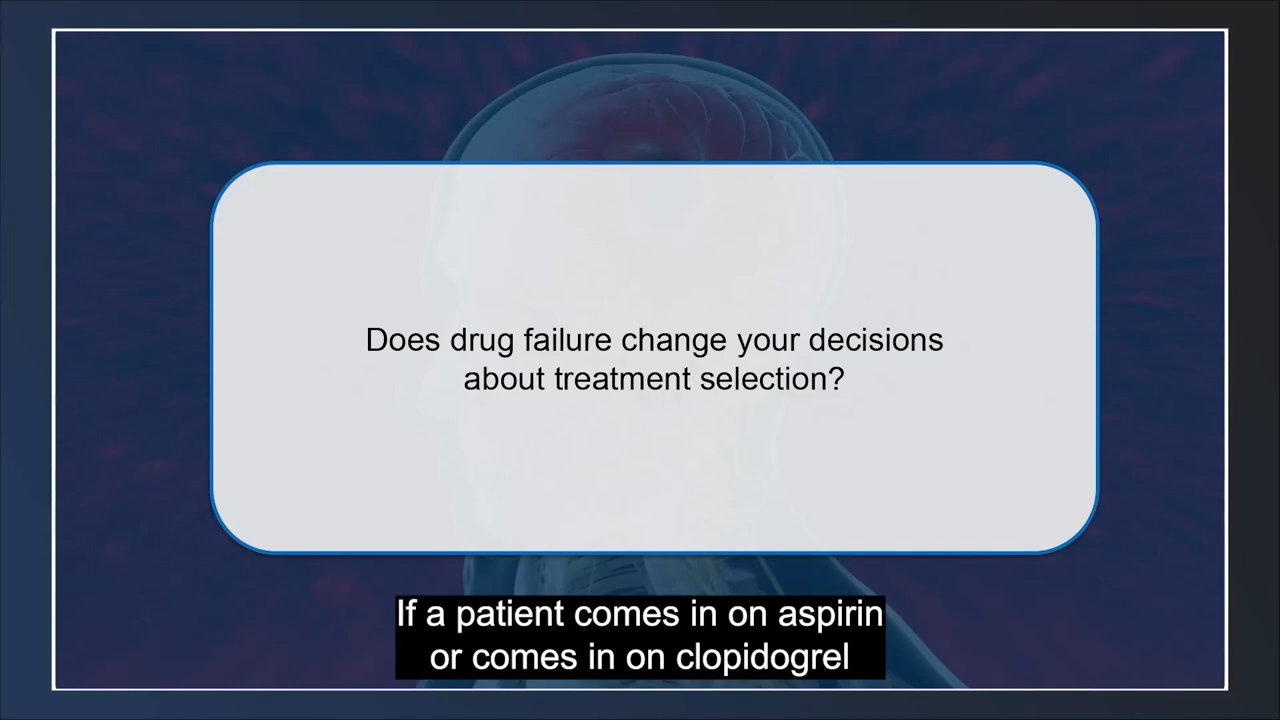 Does drug failure change your decisions
about treatment selection?
If a patient comes in on aspirin
or comes in on clopidogrel